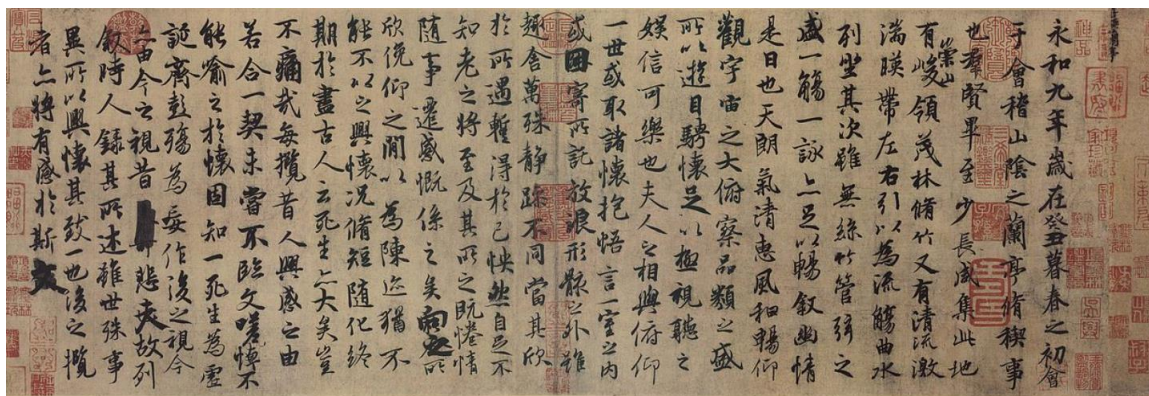 永和九年歲在癸丑暮春之初會
于會稽山陰之蘭亭脩稧事
也羣賢畢至少長咸集此地
有崇山峻領茂林脩竹又有清流激
湍暎帶左右引以為流觴曲水
列坐其次雖無絲竹管弦之
盛一觴一詠亦足以暢敘幽情
是日也天朗氣清惠風和暢仰
觀宇宙之大俯察品類之盛
所以遊目騁懷足以極視聽之
娛信可樂也夫人之相與俯仰
一世或取諸懷抱悟言一室之內
或因寄所託放浪形骸之外雖
趣舍萬殊靜躁不同當其欣
於所遇暫得於己怏然自足不
知老之將至及其所之既惓情
隨事遷感慨係之矣向之所
欣俛仰之間以為陳迹猶不
能不以之興懷況脩短隨化終
期於盡古人云死生亦大矣豈
不痛哉每攬昔人興感之由
若合一契未嘗不臨文嗟悼不
能喻之於懷固知一死生為虛
誕齊彭殤為妄作後之視今
亦由今之視昔悲夫故列
敘時人錄其所述雖世殊事
異所以興懷其致一也後之攬
者亦將有感於斯文